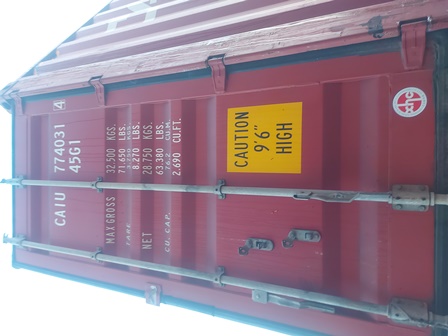 CAIU 774031 4
45G1
MAX GROSS 32.500 KGS.
71.650 LBS.
TARE 3.750 KGS.
8.270 LBS.
NET 28.750 KGS.
63.380 LBS.
CU.CAP. 76.2 CU.M.
2.690 CU.FT.
CAUTION
9'6"
HIGH